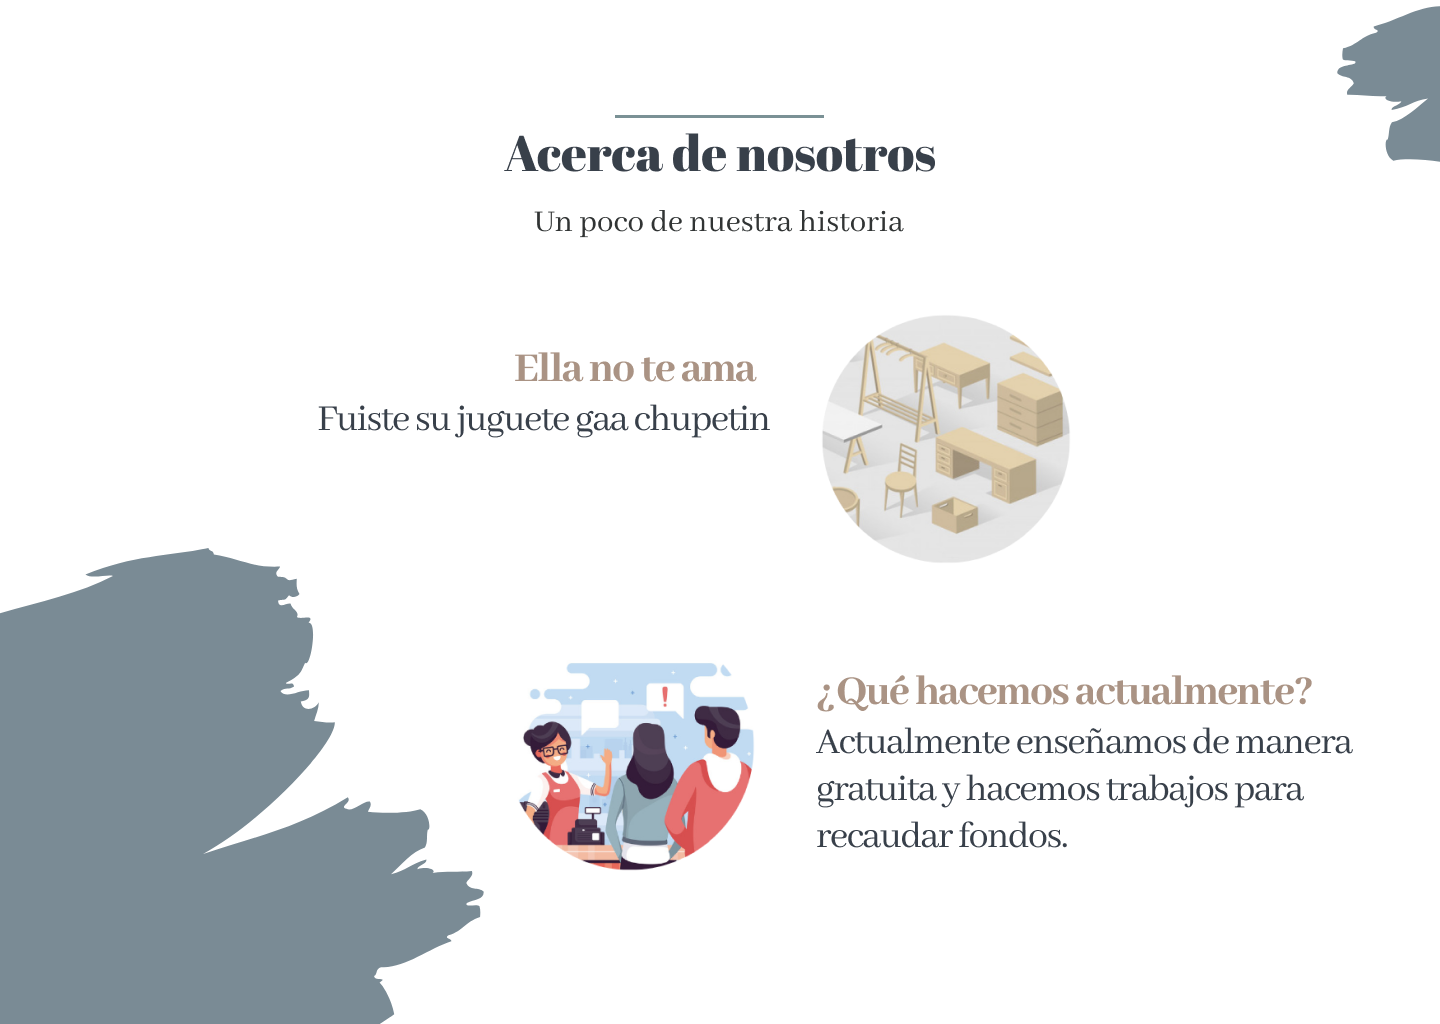 Acerca de nosotros
Un poco de nuestra historia
Ella no te ama
Fuiste su juguete gaa chupetin
!
¿Qué hacemos actualmente?
Actualmente enseñamos de manera
gratuita y hacemos trabajos para
recaudar fondos.